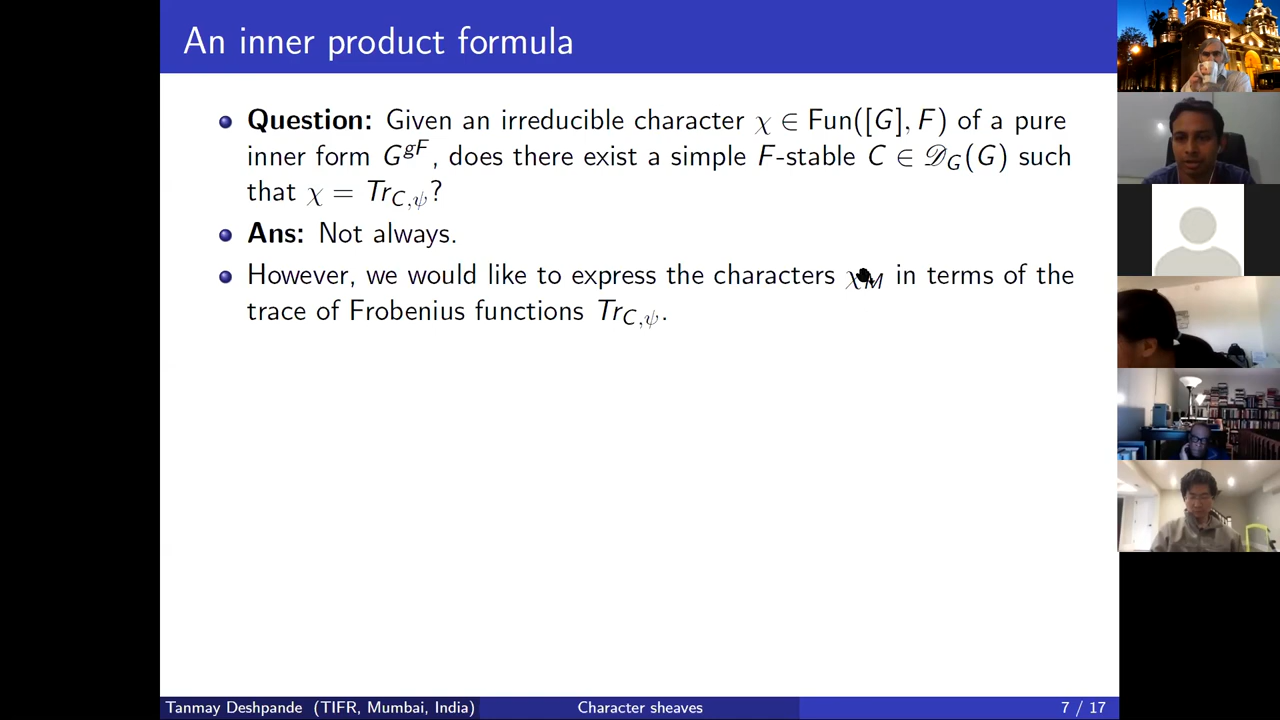 An inner product formula
Question: Given an irreducible character χ ∈ Fun([G], F) of a pure
inner form G^{gF}, does there exist a simple F-stable C ∈ 𝒟_G(G) such
that χ = Tr_{C,ψ}?
Ans: Not always.
However, we would like to express the characters χ_M in terms of the
trace of Frobenius functions Tr_{C,ψ}.
Tanmay Deshpande (TIFR, Mumbai, India)
Character sheaves
7 / 17